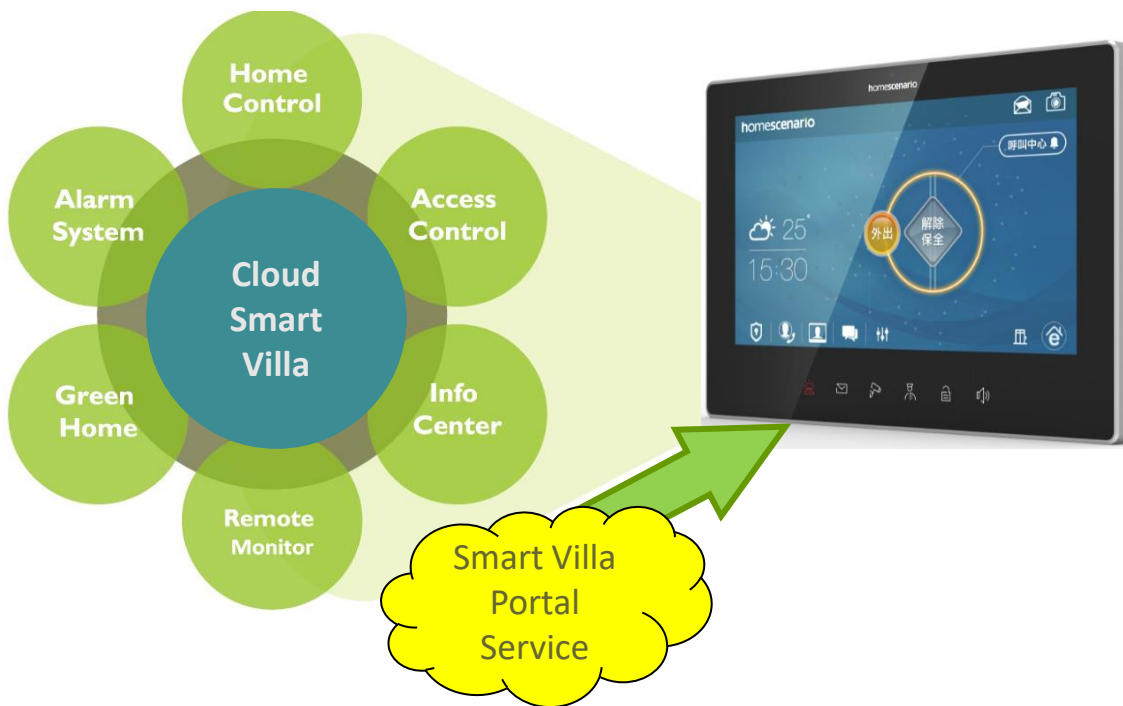 Home
Control
Alarm
System
Access
Control
Cloud
Smart
Villa
Green
Home
Info
Center
Remote
Monitor
Smart Villa
Portal
Service
homescenario
homescenario
呼叫中心
外出
解除
保全
25°
15:30